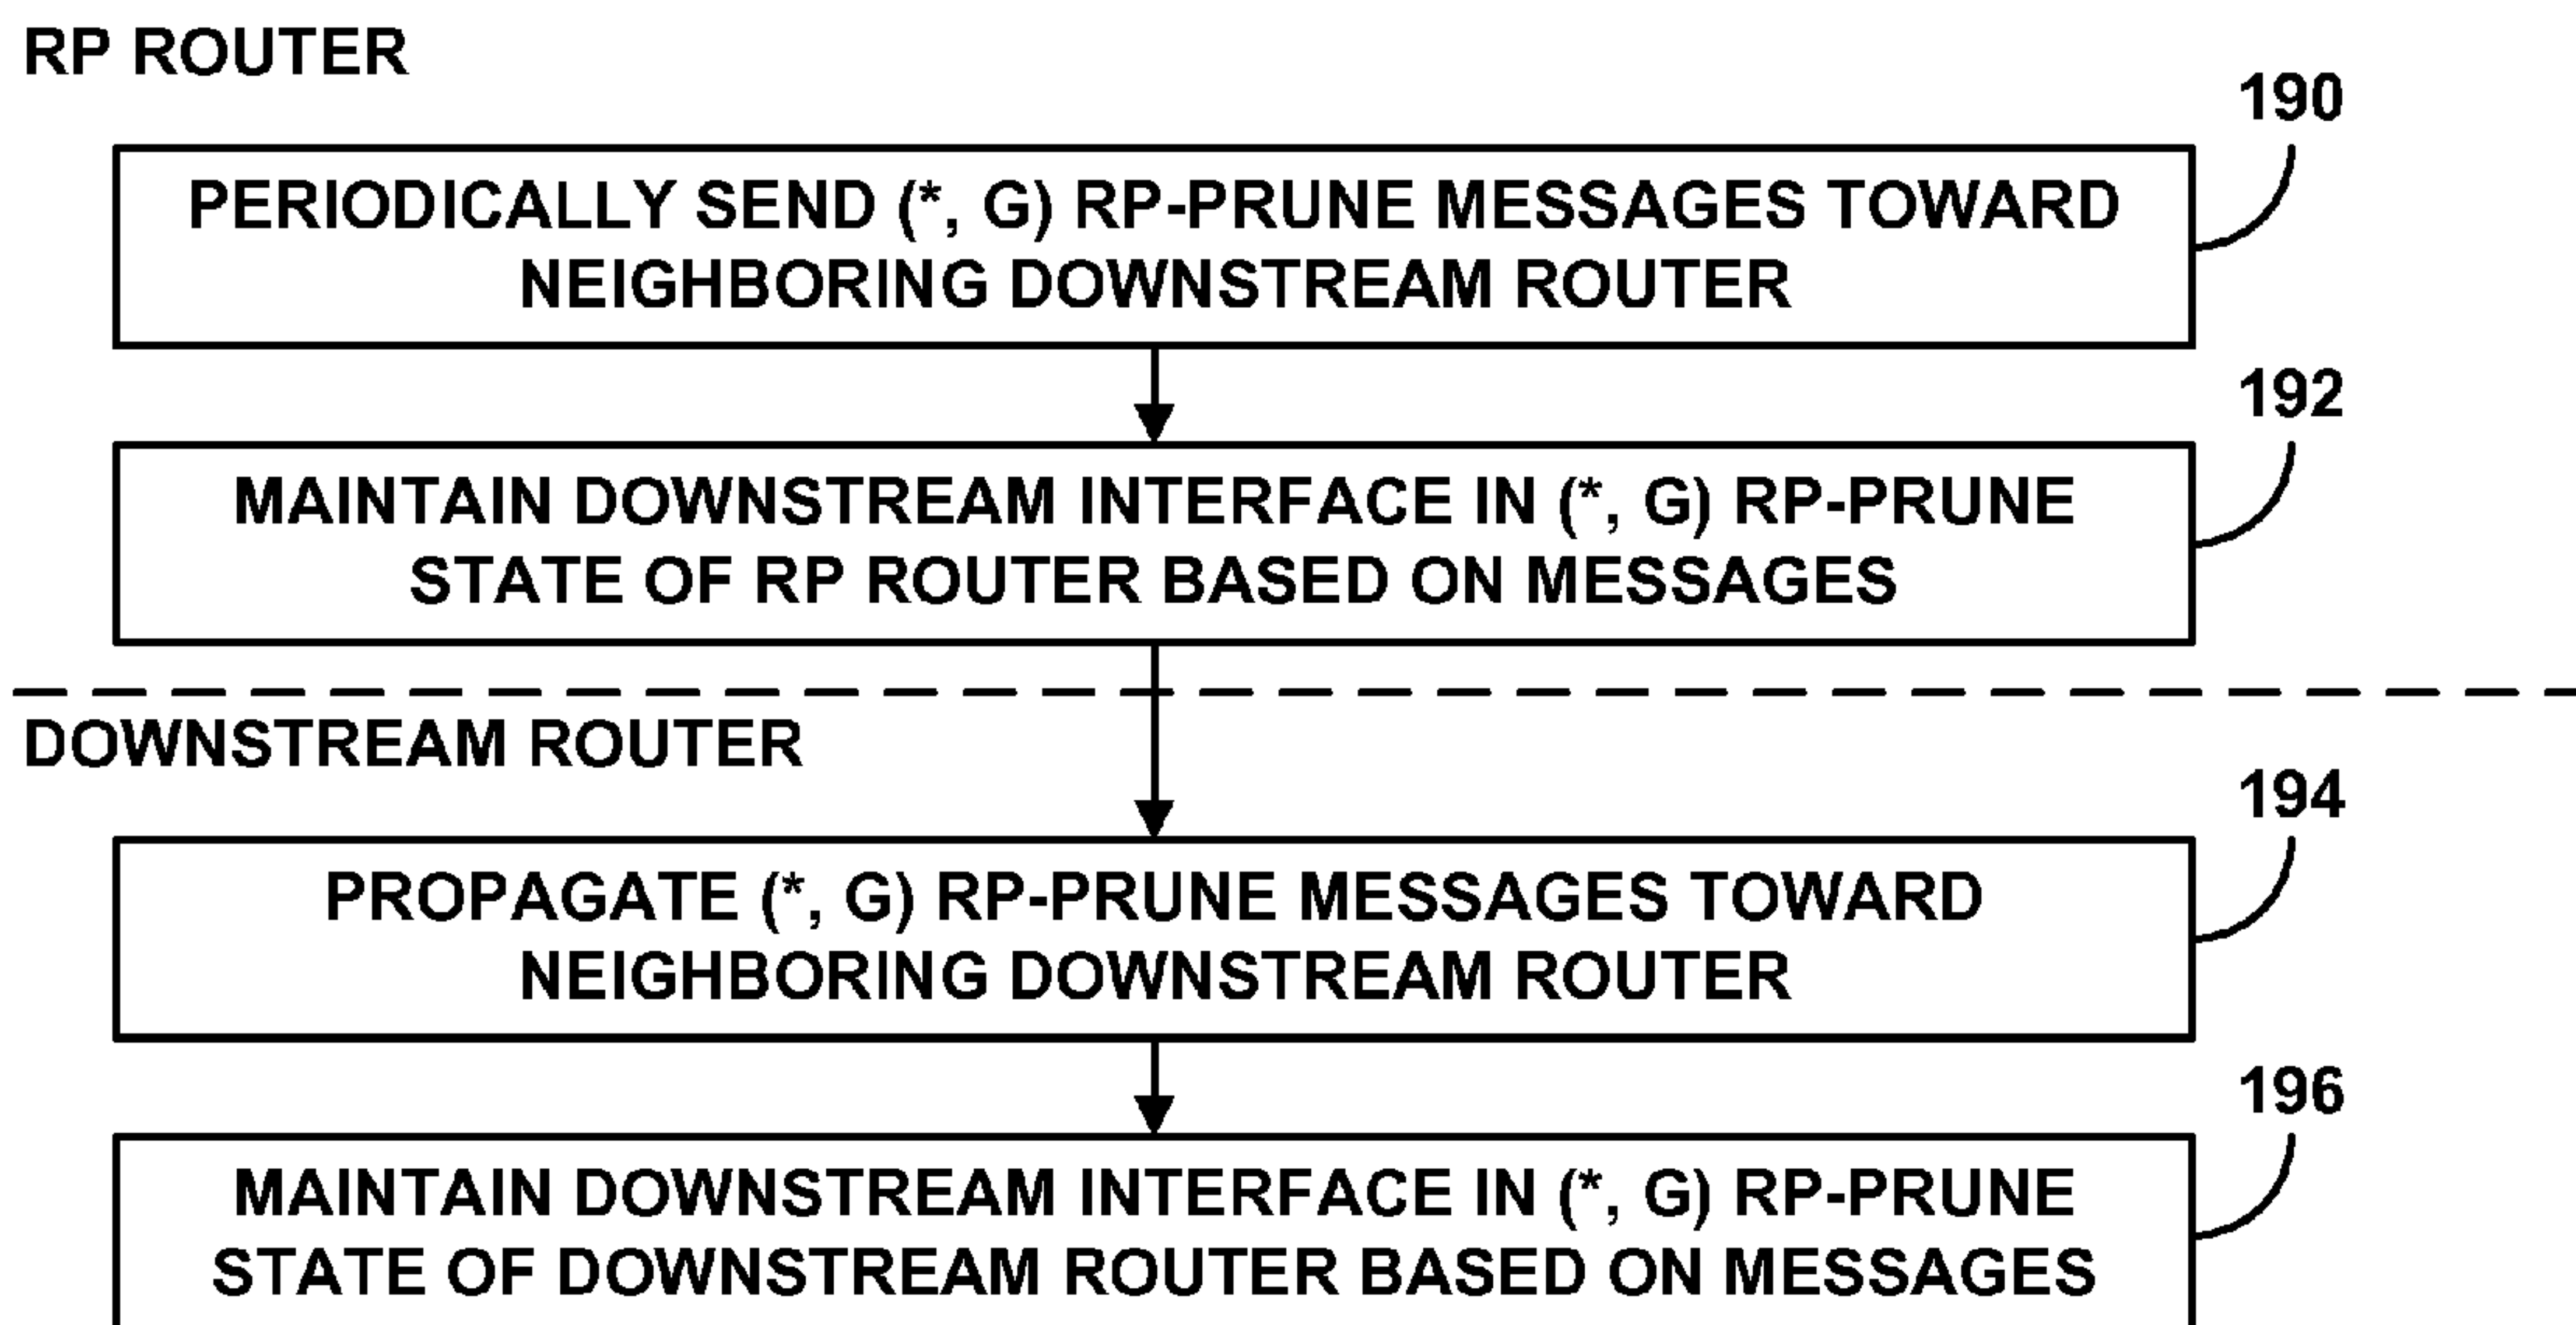 RP ROUTER
190
PERIODICALLY SEND (*, G) RP-PRUNE MESSAGES TOWARD
NEIGHBORING DOWNSTREAM ROUTER
192
MAINTAIN DOWNSTREAM INTERFACE IN (*, G) RP-PRUNE
STATE OF RP ROUTER BASED ON MESSAGES
DOWNSTREAM ROUTER
194
PROPAGATE (*, G) RP-PRUNE MESSAGES TOWARD
NEIGHBORING DOWNSTREAM ROUTER
196
MAINTAIN DOWNSTREAM INTERFACE IN (*, G) RP-PRUNE
STATE OF DOWNSTREAM ROUTER BASED ON MESSAGES